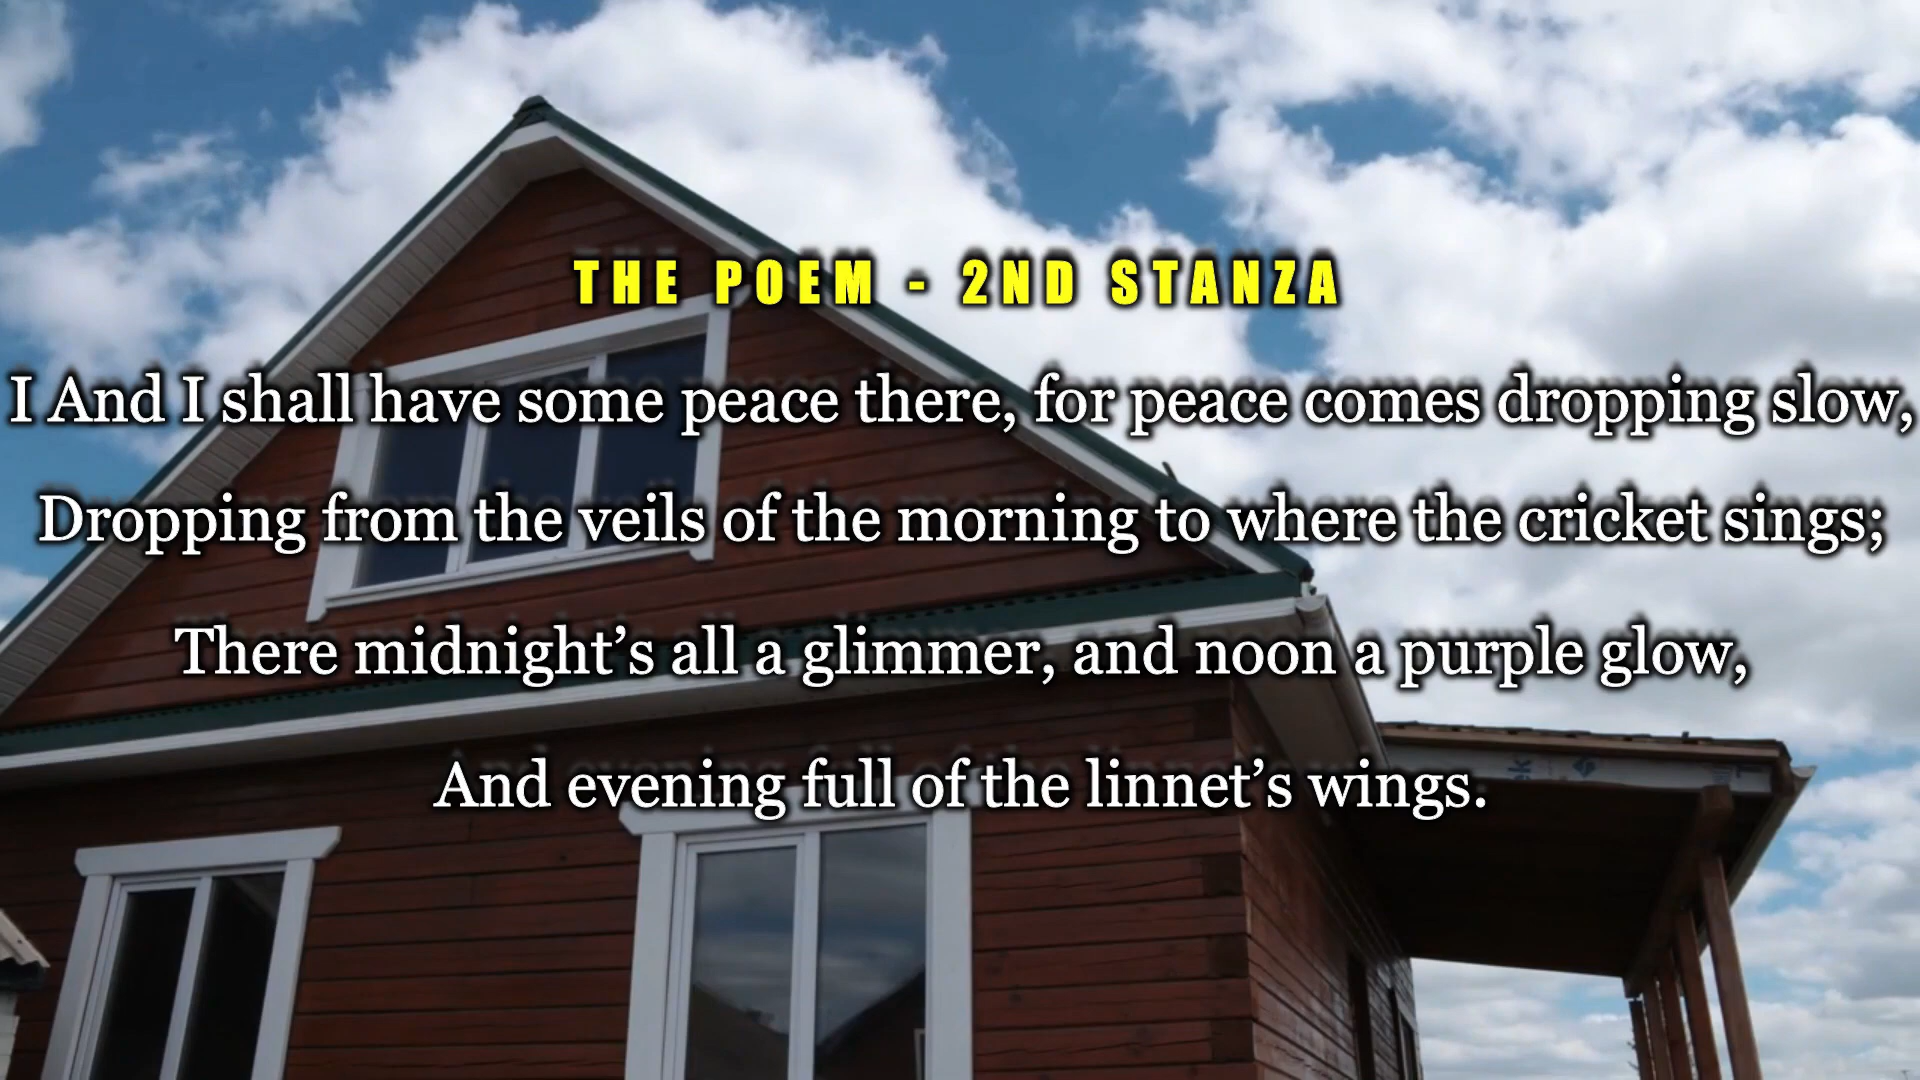 THE POEM - 2ND STANZA
I And I shall have some peace there, for peace comes dropping slow,
Dropping from the veils of the morning to where the cricket sings;
There midnight’s all a glimmer, and noon a purple glow,
And evening full of the linnet’s wings.